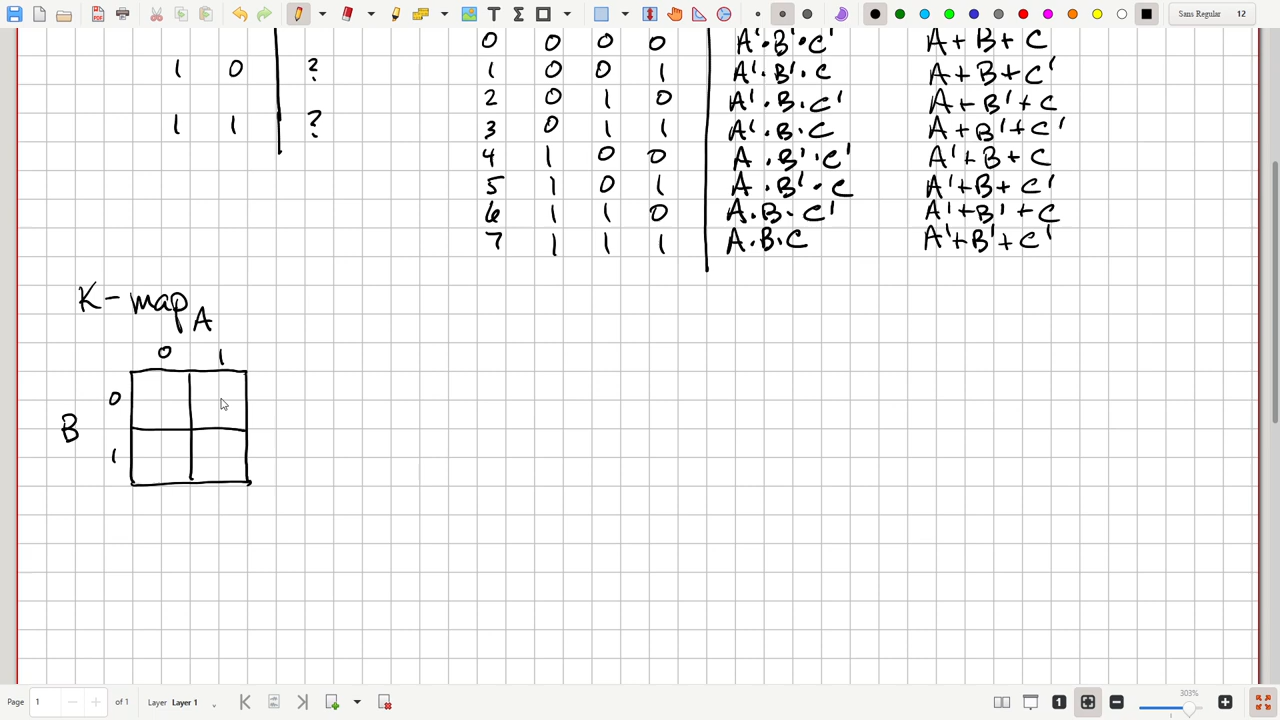 Sans Regular 12
0 0 0 0 A'·B'·C' A+B+C
1 0 ? 1 0 0 1 A'·B'·C A+B+C'
2 0 1 0 A'·B·C' A+B'+C
1 1 ? 3 0 1 1 A'·B·C A+B'+C'
4 1 0 0 A·B'·C' A'+B+C
5 1 0 1 A·B'·C A'+B+C'
6 1 1 0 A·B·C' A'+B'+C
7 1 1 1 A·B·C A'+B'+C'
K-map
A
0 1
0
B
1
Page 1 of 1 Layer Layer 1 303%